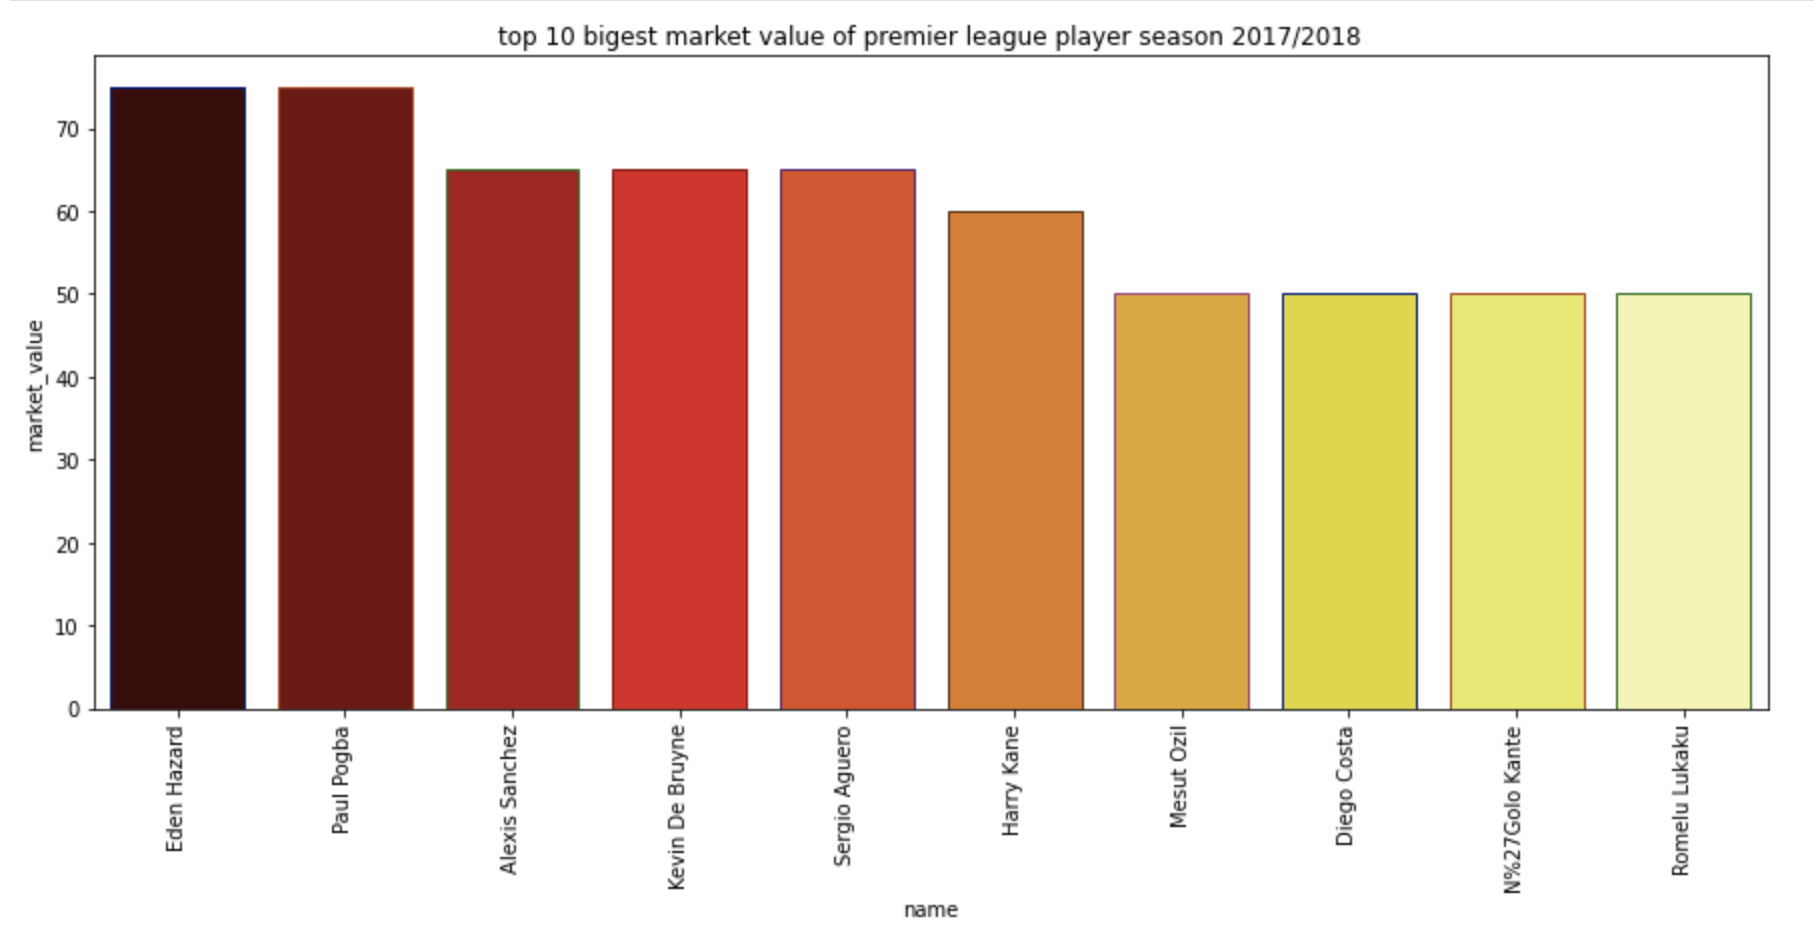 top 10 bigest market value of premier league player season 2017/2018
market_value
70
60
50
40
30
20
10
0
Eden Hazard
Paul Pogba
Alexis Sanchez
Kevin De Bruyne
Sergio Aguero
Harry Kane
Mesut Ozil
Diego Costa
N%27Golo Kante
Romelu Lukaku
name